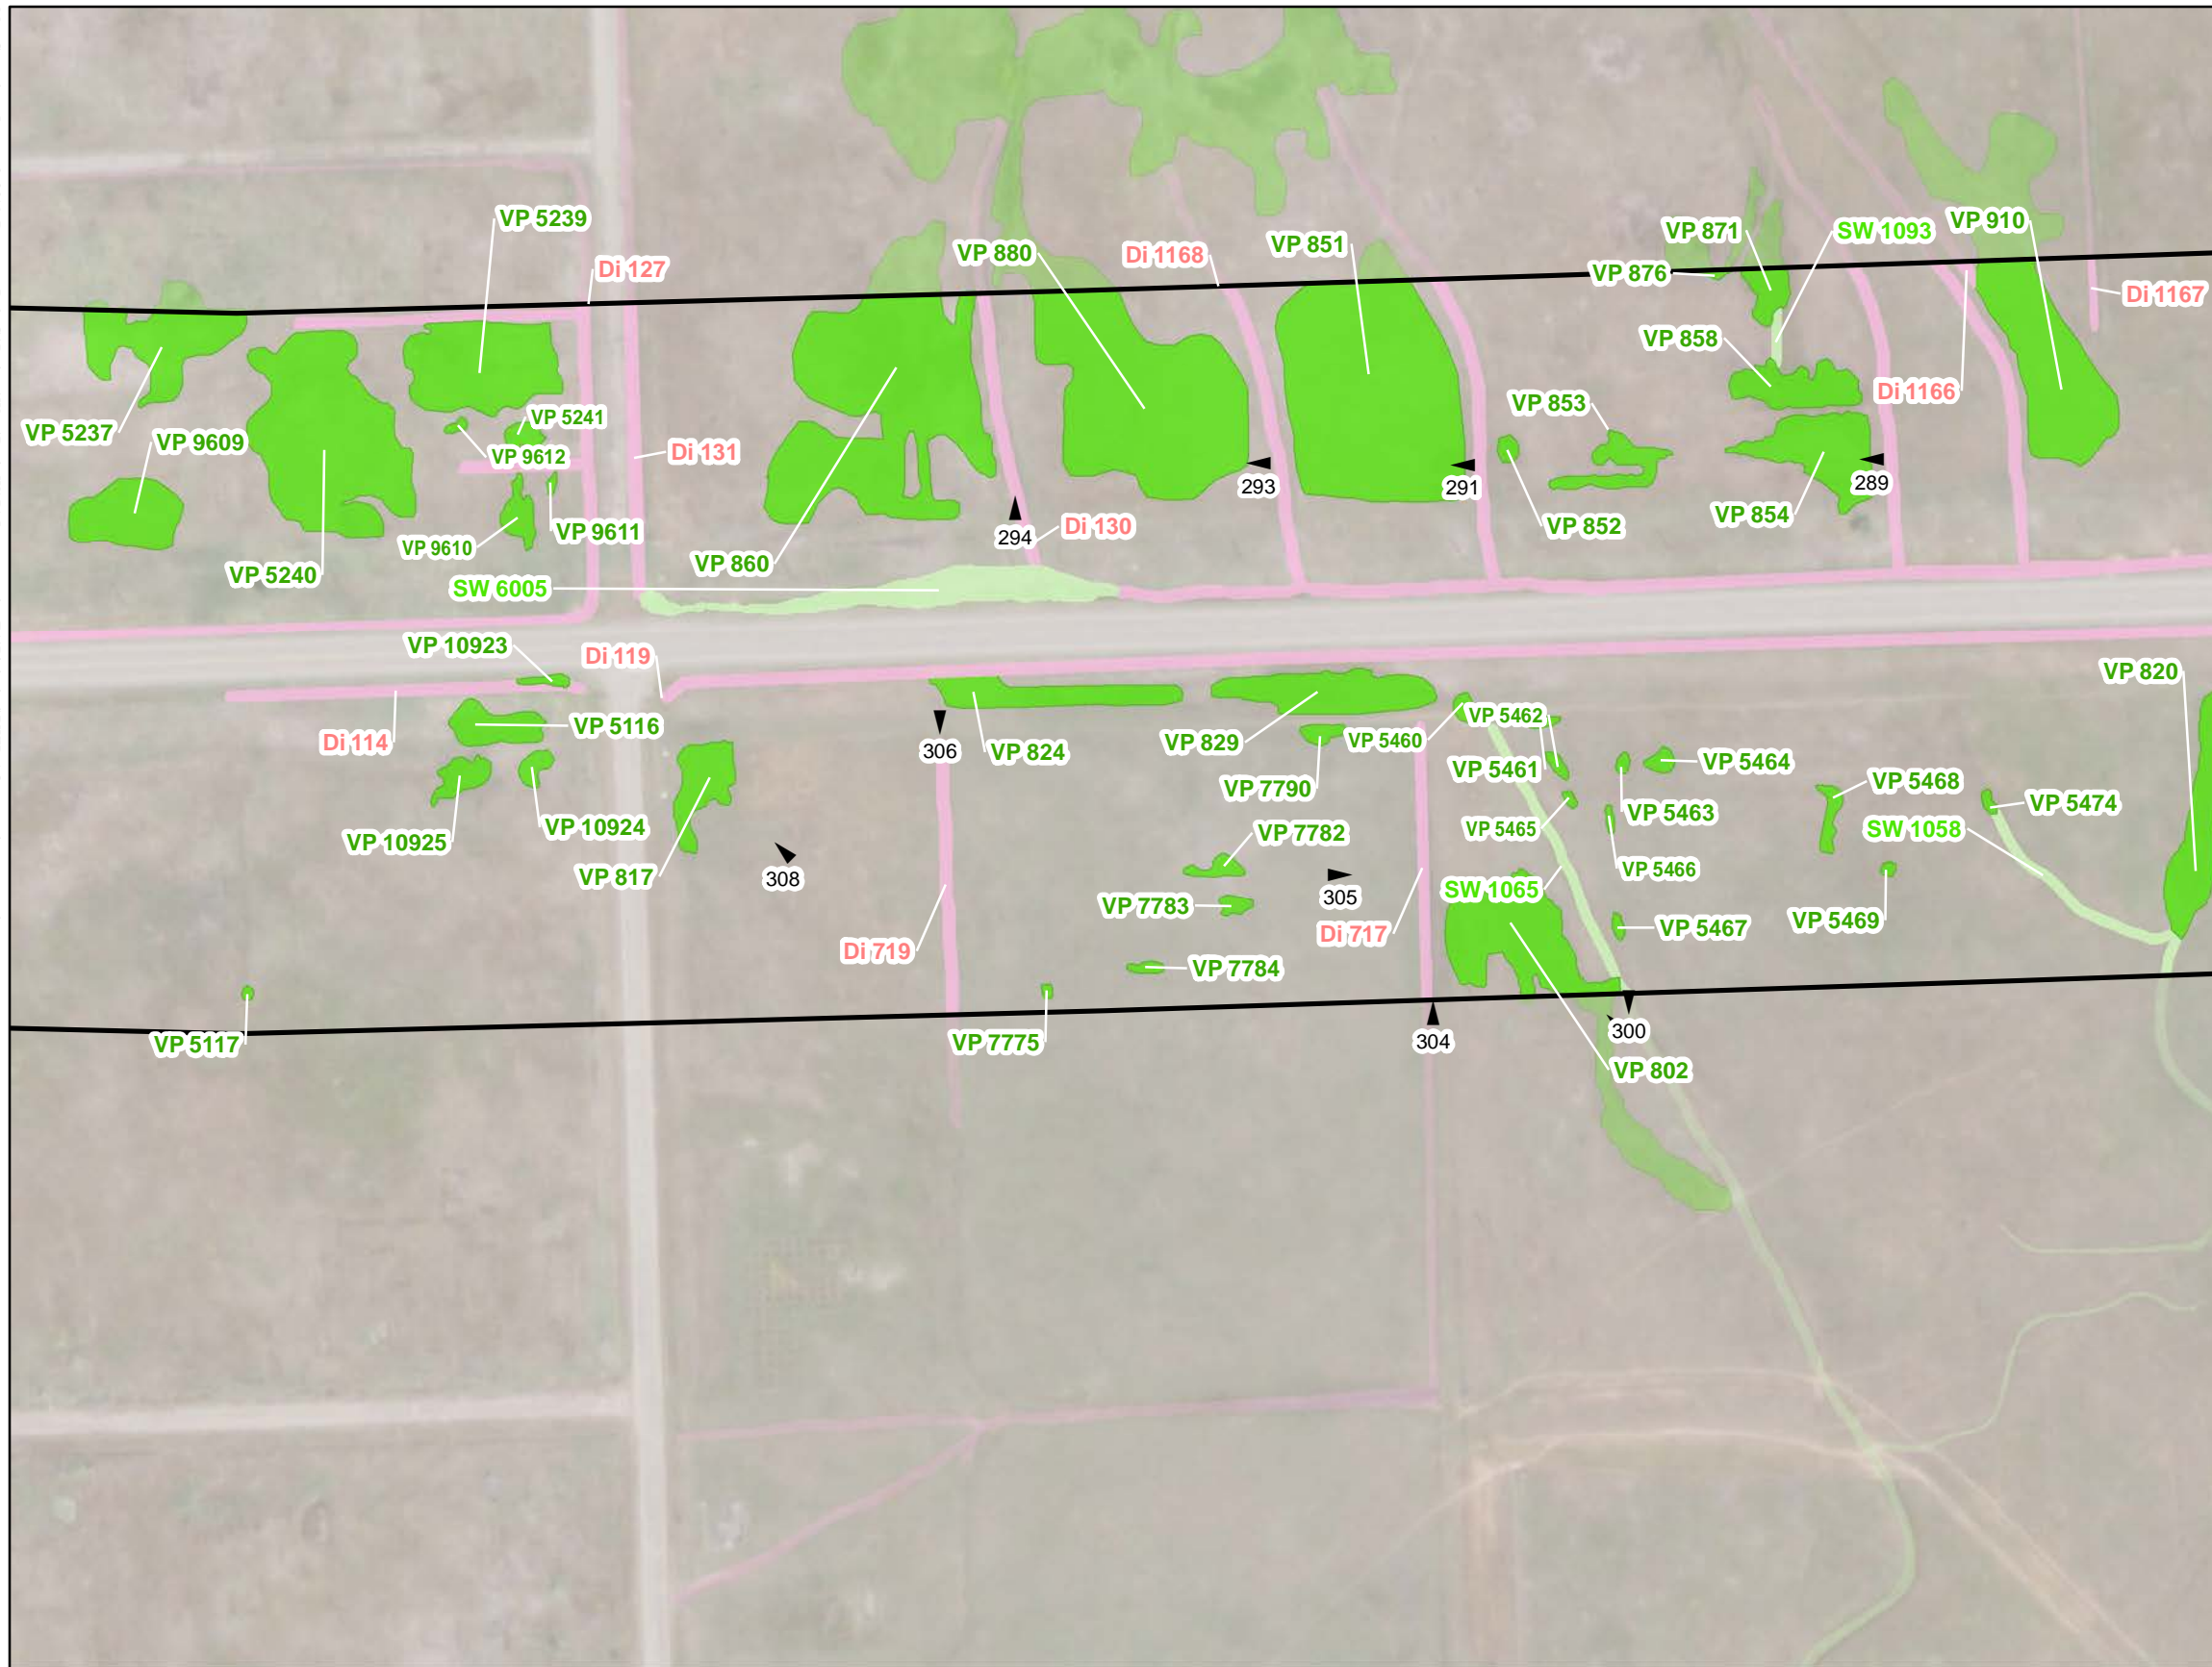 VP 5239
VP 880
Di 1168
VP 851
VP 871
SW 1093
VP 910
Di 127
VP 876
Di 1167
VP 858
Di 1166
VP 5237
VP 9609
VP 5241
VP 9612
Di 131
VP 853
293
291
289
VP 9610
VP 9611
VP 5240
SW 6005
VP 860
294
Di 130
VP 852
VP 854
VP 10923
Di 119
VP 820
Di 114
VP 5116
306
VP 824
VP 829
VP 5460
VP 5462
VP 7790
VP 5461
VP 5464
VP 5468
VP 5474
VP 10925
VP 10924
VP 817
308
VP 7782
VP 5465
VP 5463
SW 1058
305
SW 1065
VP 5466
VP 7783
Di 719
Di 717
VP 5467
VP 5469
VP 7784
VP 5117
VP 7775
304
300
VP 802